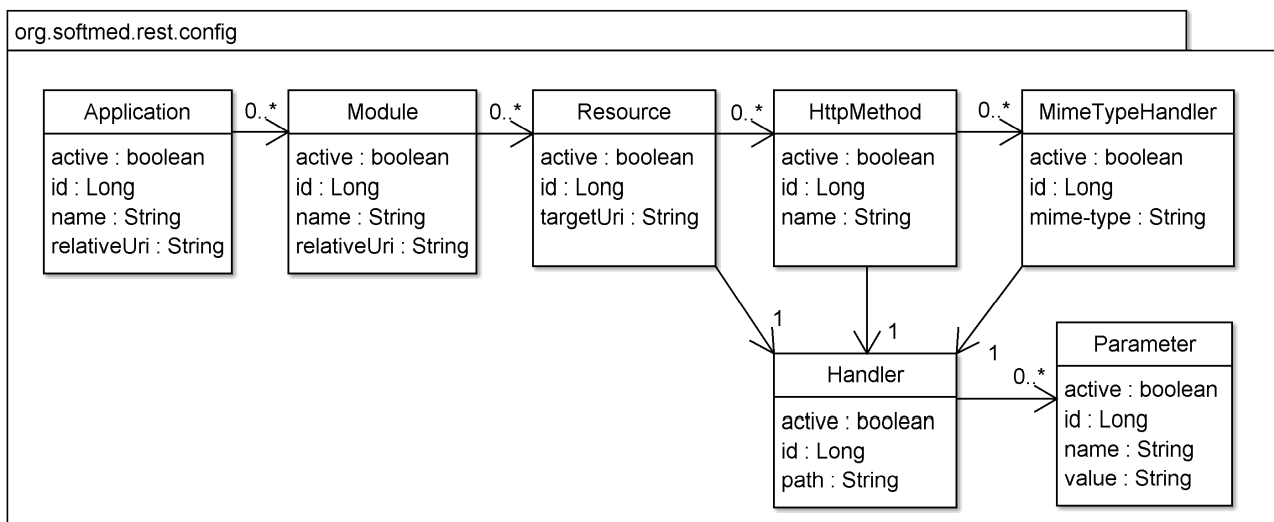 org.softmed.rest.config
Application
active : boolean
id : Long
name : String
relativeUri : String
0..*
Module
active : boolean
id : Long
name : String
relativeUri : String
0..*
Resource
active : boolean
id : Long
targetUri : String
0..*
HttpMethod
active : boolean
id : Long
name : String
0..*
MimeTypeHandler
active : boolean
id : Long
mime-type : String
1
1
1
Handler
active : boolean
id : Long
path : String
0..*
Parameter
active : boolean
id : Long
name : String
value : String